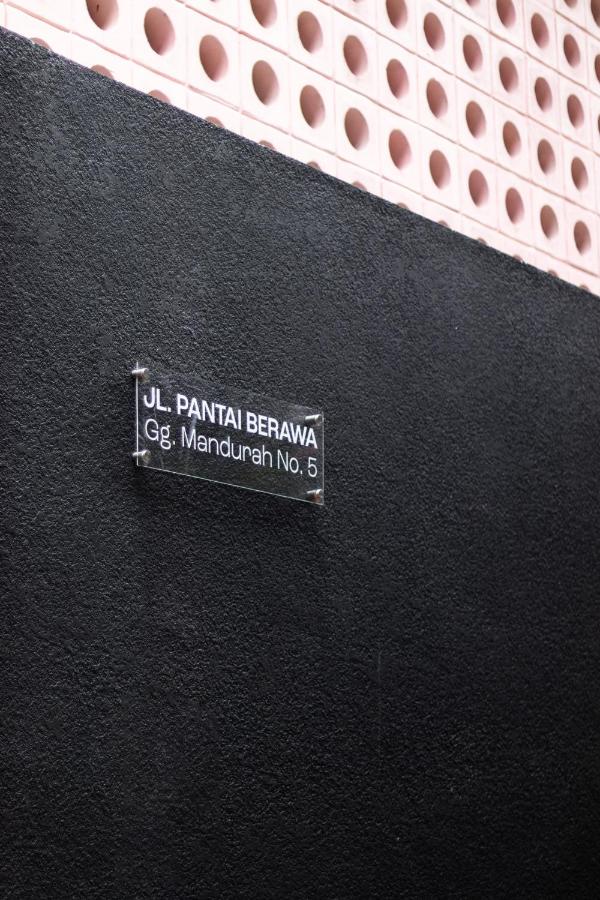 JL. PANTAI BERAWA
Gg. Mandurah No. 5